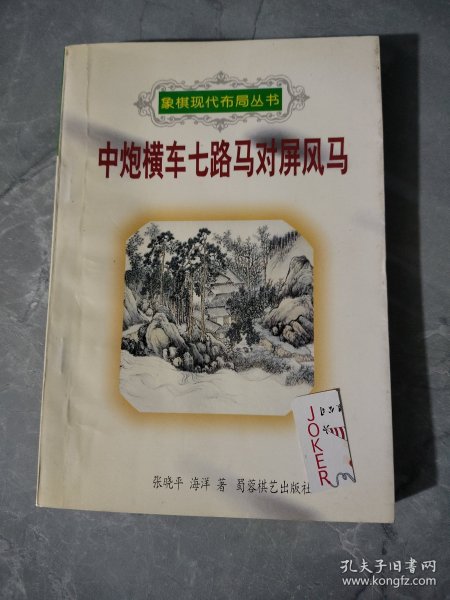 象棋现代布局丛书
中炮横车七路马对屏风马
JOKER
张晓平 海洋 著 蜀蓉棋艺出版社
孔夫子旧书网
www.kongfz.com